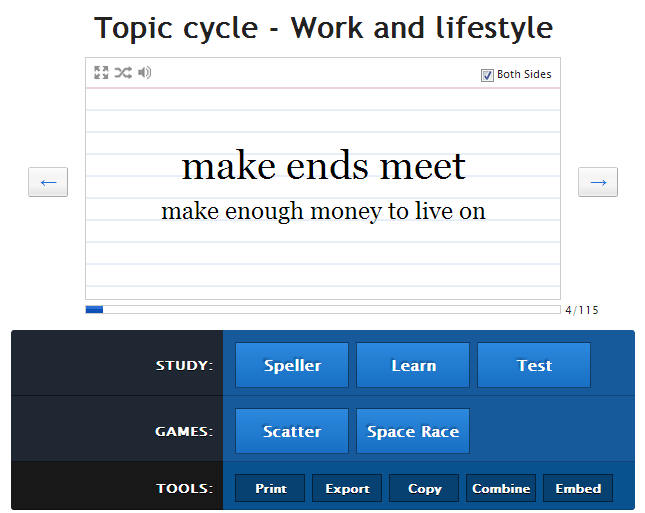 Topic cycle - Work and lifestyle
Both Sides
make ends meet
make enough money to live on
4/115
STUDY: Speller Learn Test
GAMES: Scatter Space Race
TOOLS: Print Export Copy Combine Embed